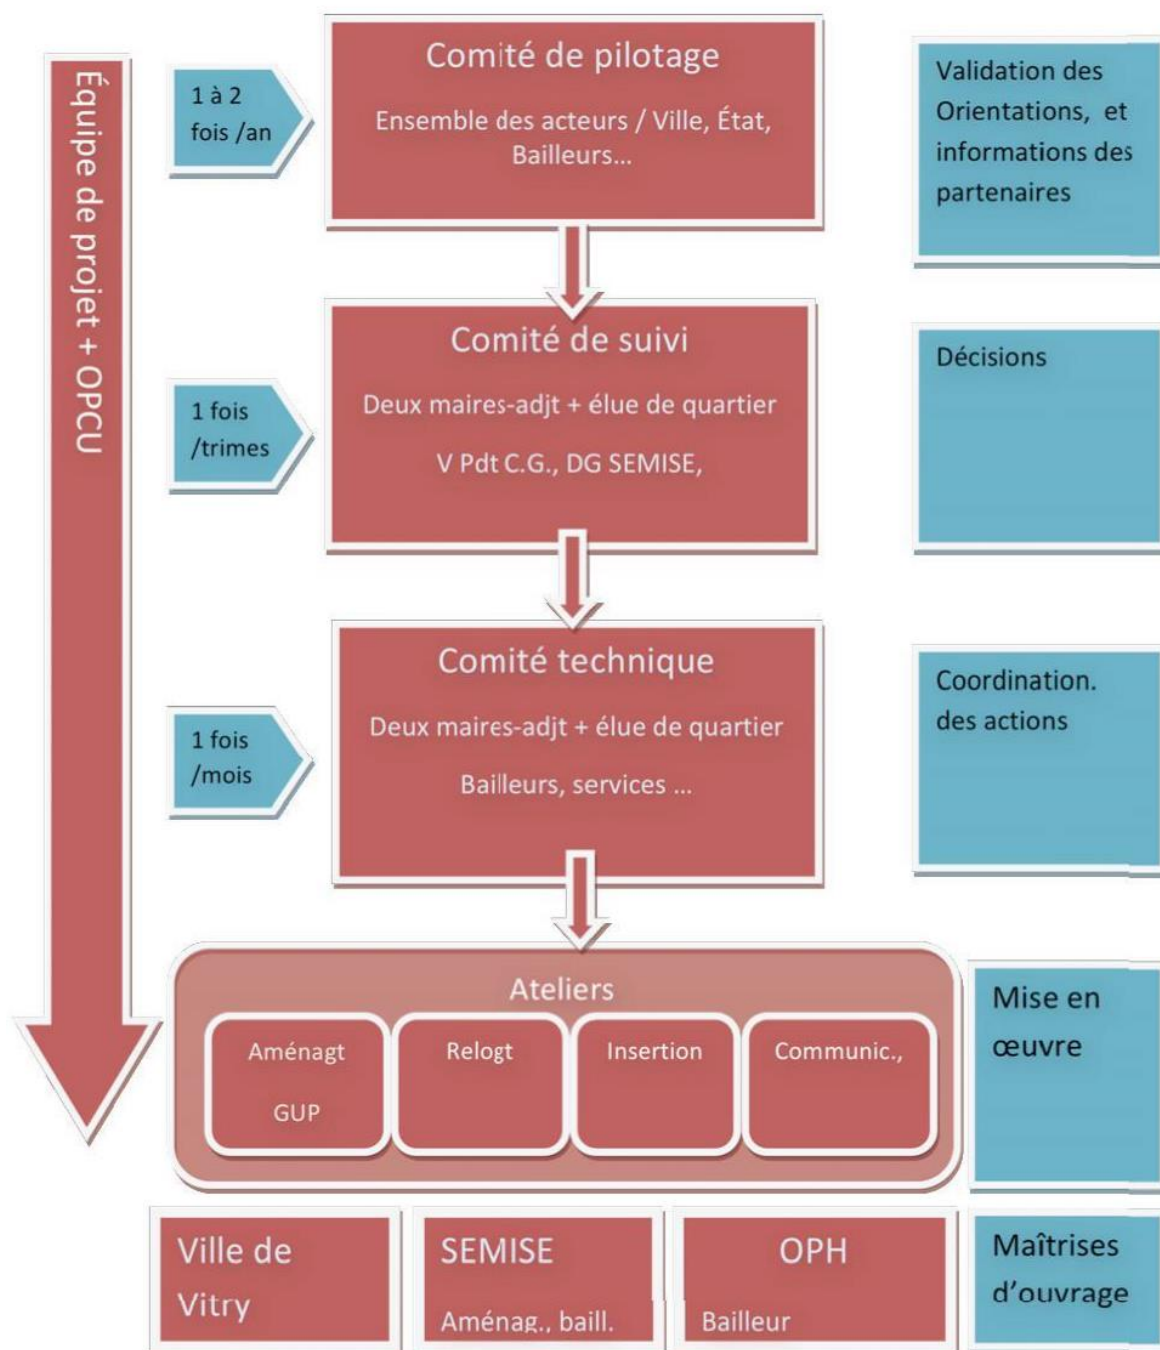 Équipe de projet + OPCU
1 à 2
fois /an
Comité de pilotage
Ensemble des acteurs / Ville, État,
Bailleurs...
Validation des
Orientations, et
informations des
partenaires
1 fois
/trimes
Comité de suivi
Deux maires-adjt + élue de quartier
V Pdt C.G., DG SEMISE,
Décisions
1 fois
/mois
Comité technique
Deux maires-adjt + élue de quartier
Bailleurs, services ...
Coordination.
des actions
Ateliers
Aménagt
GUP
Relogt
Insertion
Communic.,
Mise en
œuvre
Ville de
Vitry
SEMISE
Aménag., baill.
OPH
Bailleur
Maîtrises
d'ouvrage